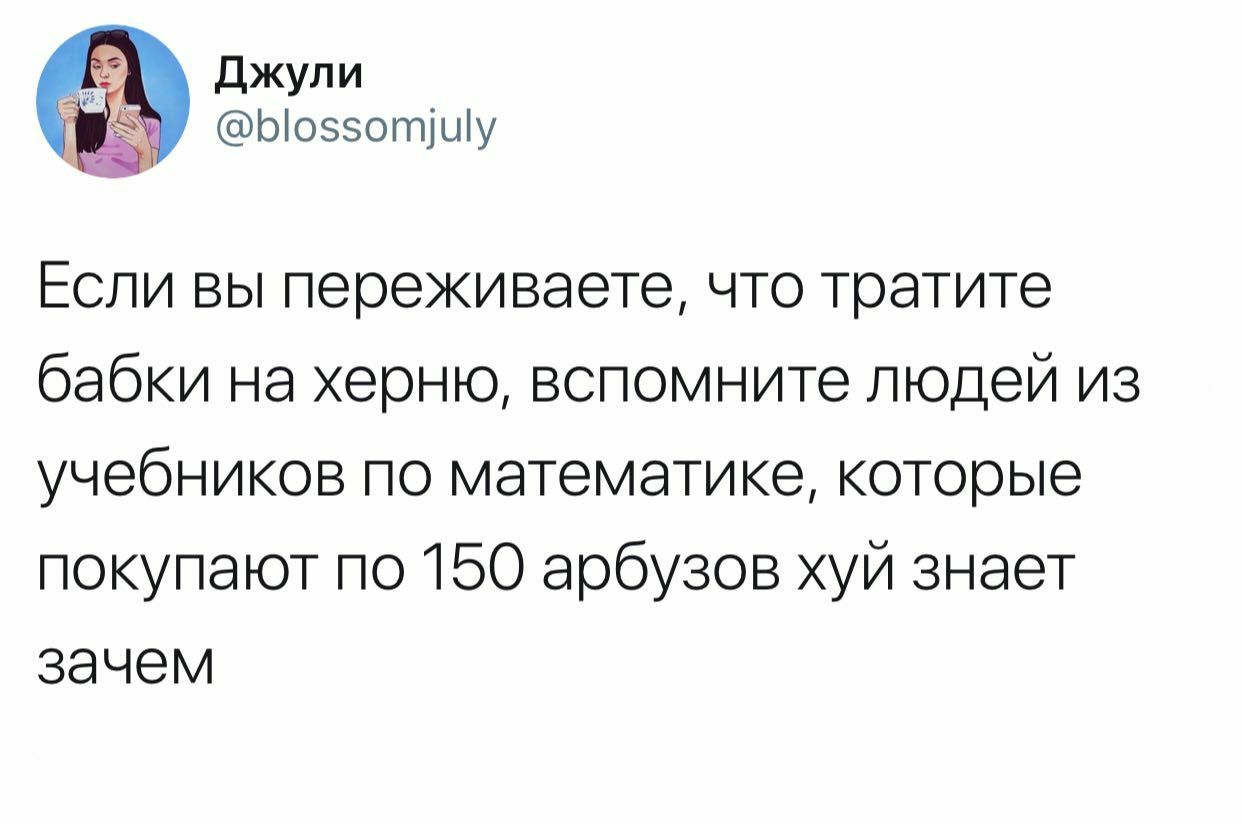 Джули
@blossomjuly
Если вы переживаете, что тратите
бабки на херню, вспомните людей из
учебников по математике, которые
покупают по 150 арбузов хуй знает
зачем